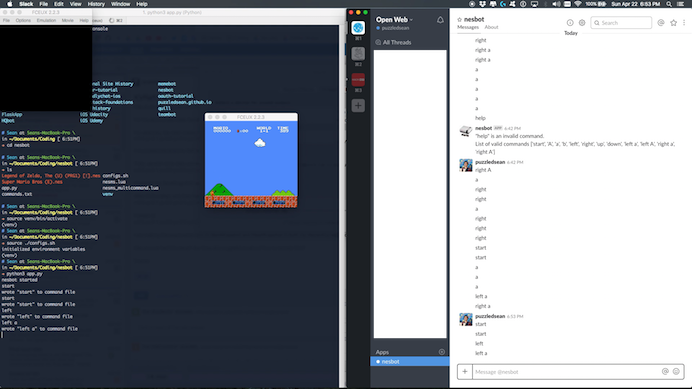 Slack File Edit View History Window Help
100% Sun Apr 22 6:53 PM
FCEUX 2.2.3
File Options Emulation Movie Help
1. python3 app.py (Python)
console
nal Site History monobot
r-tutorial nesbot
llychet-ios oauth-tutorial
tack-foundations puzzledsean.github.io
history quill
FlaskApp iOS Udacity teambot
HQbot iOS Udemy
# Sean at Seans-MacBook-Pro \
in ~/Documents/Coding [ 6:51PM]
→ cd nesbot
# Sean at Seans-MacBook-Pro \
in ~/Documents/Coding/nesbot [ 6:51PM]
→ ls
Legend of Zelda, The (U) (PRG1) [!].nes configs.sh
Super Mario Bros (E).nes nesms.lua
app.py nesms_multicommand.lua
commands.txt venv
# Sean at Seans-MacBook-Pro \
in ~/Documents/Coding/nesbot [ 6:51PM]
→ source venv/bin/activate
(venv)
# Sean at Seans-MacBook-Pro \
in ~/Documents/Coding/nesbot [ 6:51PM]
→ source ./configs.sh
initialized environment variables
(venv)
# Sean at Seans-MacBook-Pro \
in ~/Documents/Coding/nesbot [ 6:51PM]
→ python3 app.py
nesbot started
start
wrote "start" to command file
start
wrote "start" to command file
left
wrote "left" to command file
left a
wrote "left a" to command file
FCEUX 2.2.3
MARIO WORLD TIME
Open Web
puzzledsean
All Threads
⌘1
⌘2
⌘3
Apps
nesbot
nesbot
Messages About
Search
Today
right
right a
right a
a
a
a
a
a
help
nesbot APP 6:42 PM
"help" is an invalid command.
List of valid commands ['start', 'A', 'a', 'b', 'left', 'right', 'up', 'down', 'left a', 'left A', 'right a',
'right A']
puzzledsean 6:42 PM
right A
a
right
right
a
right
right
right
start
start
a
a
a
left a
right a
puzzledsean 6:53 PM
start
start
left
left a
Message @nesbot